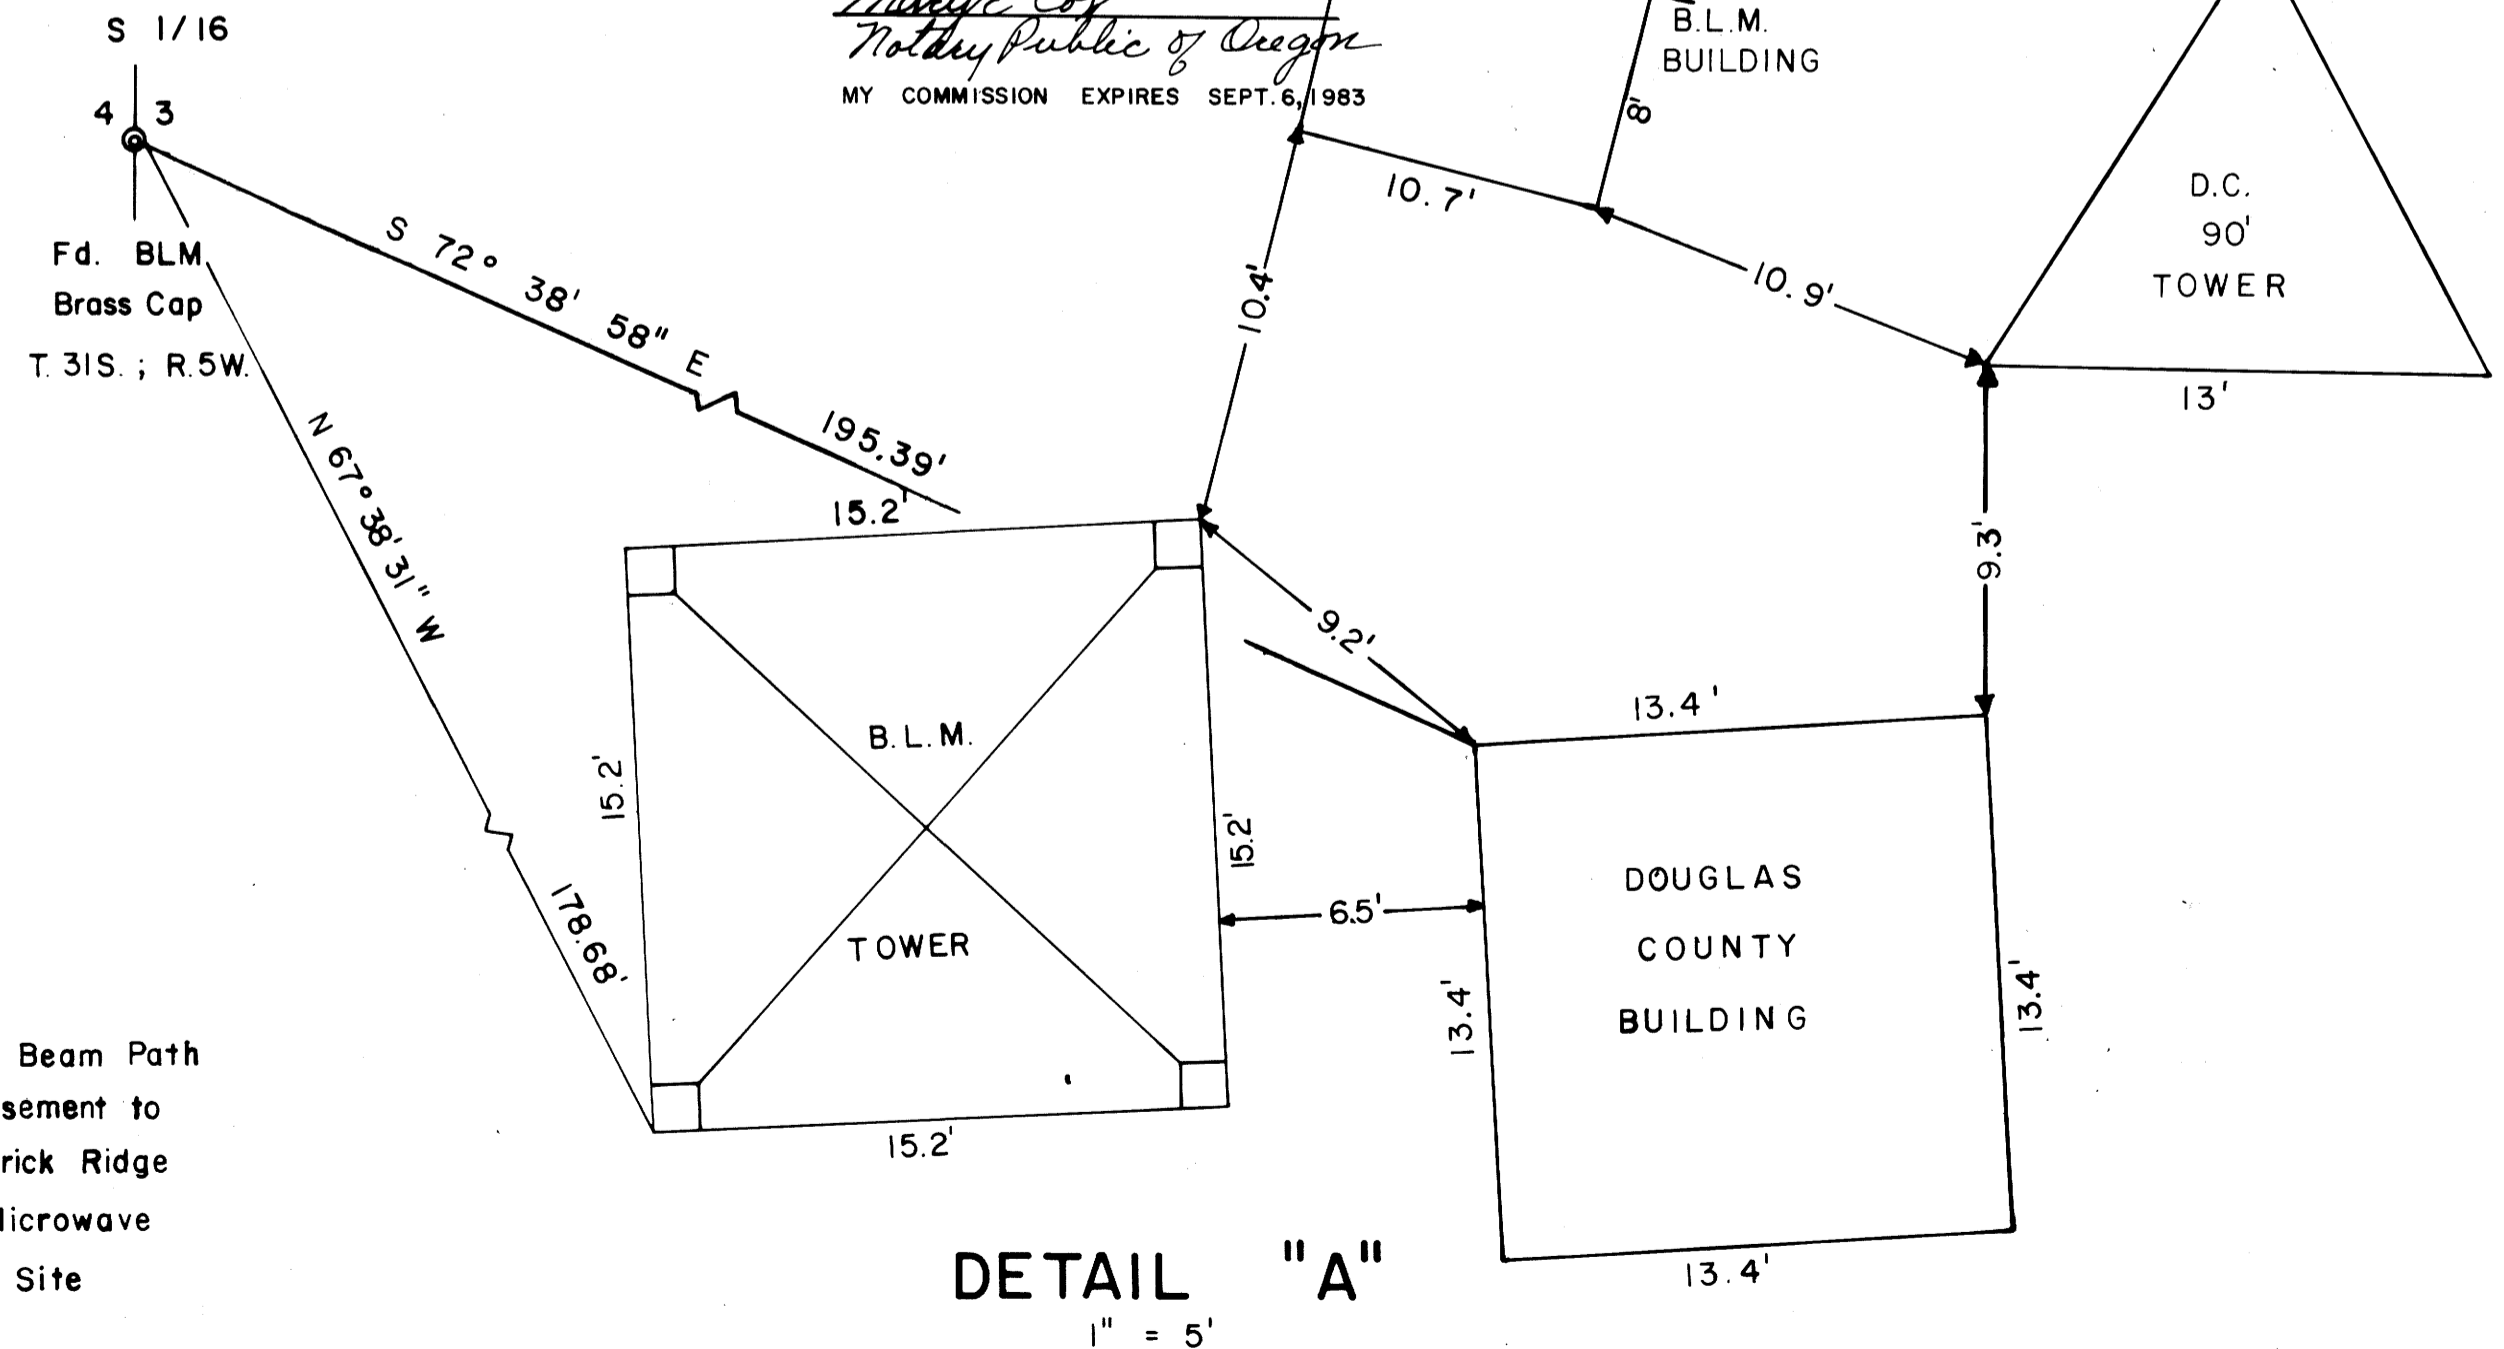 S 1/16
4 3
Fd. BLM
Brass Cap
T. 31S. ; R.5W.
Notary Public of Oregon
MY COMMISSION EXPIRES SEPT. 6, 1983
B.L.M.
BUILDING
8'
10.7'
10.9'
10.4'
D.C.
90'
TOWER
13'
S 72° 38' 58" E
195.39'
N 67° 38' 31" W
178.68'
15.2'
15.2'
B.L.M.
TOWER
15.2'
15.2'
9.2'
9.3'
6.5'
13.4'
DOUGLAS
COUNTY
BUILDING
13.4'
13.4'
13.4'
Beam Path
sement to
rick Ridge
licrowave
Site
DETAIL "A"
1" = 5'